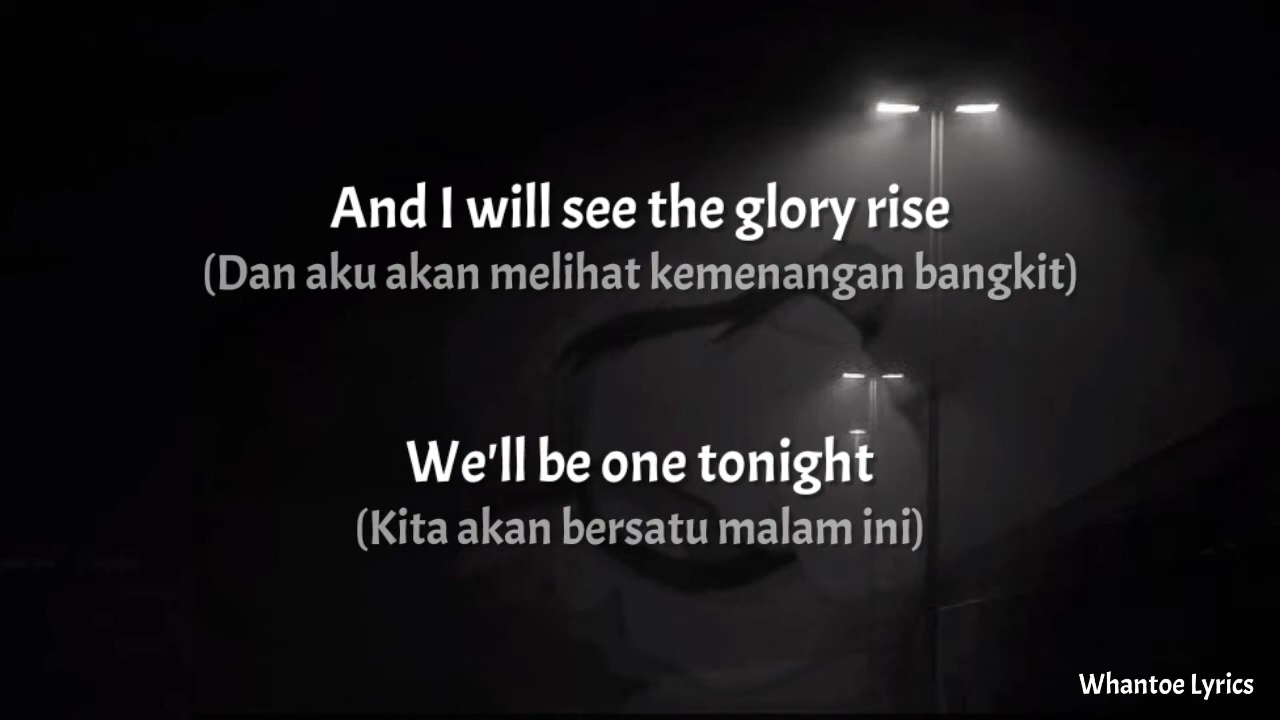 And I will see the glory rise
(Dan aku akan melihat kemenangan bangkit)
We'll be one tonight
(Kita akan bersatu malam ini)
Whantoe Lyrics